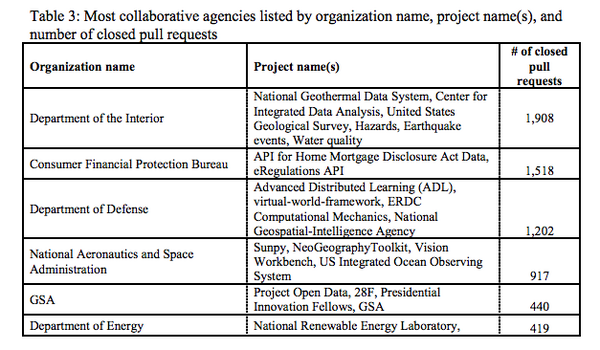 Table 3: Most collaborative agencies listed by organization name, project name(s), and
number of closed pull requests
Organization name
Project name(s)
# of closed
pull
requests
Department of the Interior
National Geothermal Data System, Center for
Integrated Data Analysis, United States
Geological Survey, Hazards, Earthquake
events, Water quality
1,908
Consumer Financial Protection Bureau
API for Home Mortgage Disclosure Act Data,
eRegulations API
1,518
Department of Defense
Advanced Distributed Learning (ADL),
virtual-world-framework, ERDC
Computational Mechanics, National
Geospatial-Intelligence Agency
1,202
National Aeronautics and Space
Administration
Sunpy, NeoGeographyToolkit, Vision
Workbench, US Integrated Ocean Observing
System
917
GSA
Project Open Data, 28F, Presidential
Innovation Fellows, GSA
440
Department of Energy
National Renewable Energy Laboratory,
419